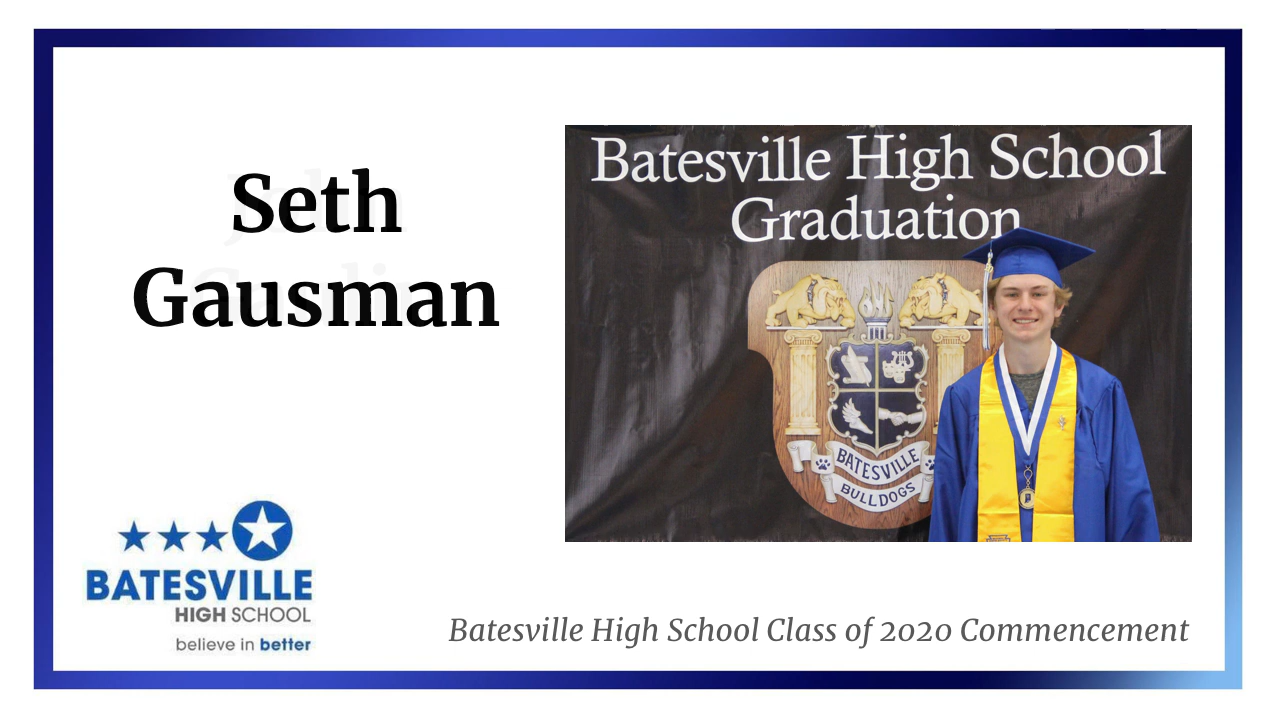 Seth
Gausman
Batesville High School
Graduation
BATESVILLE
BULLDOGS
BATESVILLE
HIGH SCHOOL
believe in better
Batesville High School Class of 2020 Commencement